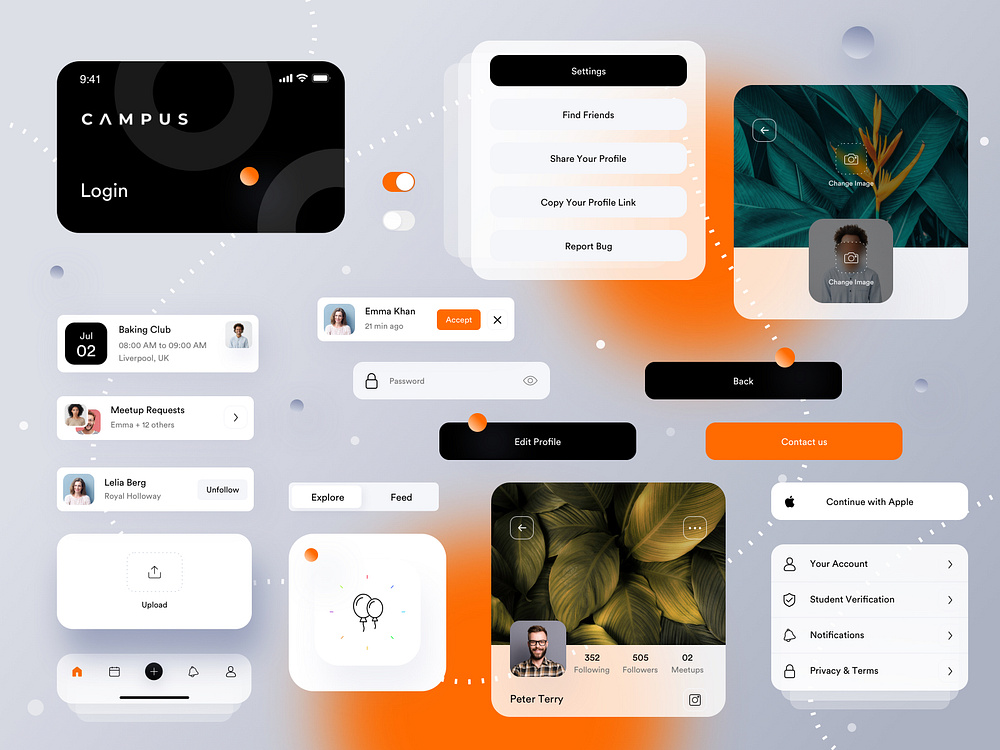 9:41
CAMPUS
Login
Settings
Find Friends
Share Your Profile
Copy Your Profile Link
Report Bug
Change Image
Change Image
Emma Khan
21 min ago
Accept
Jul
02
Baking Club
08:00 AM to 09:00 AM
Liverpool, UK
Password
Back
Meetup Requests
Emma + 12 others
Edit Profile
Contact us
Lelia Berg
Royal Holloway
Unfollow
Explore
Feed
Continue with Apple
Upload
Your Account
Student Verification
Notifications
Privacy & Terms
352
Following
505
Followers
02
Meetups
Peter Terry